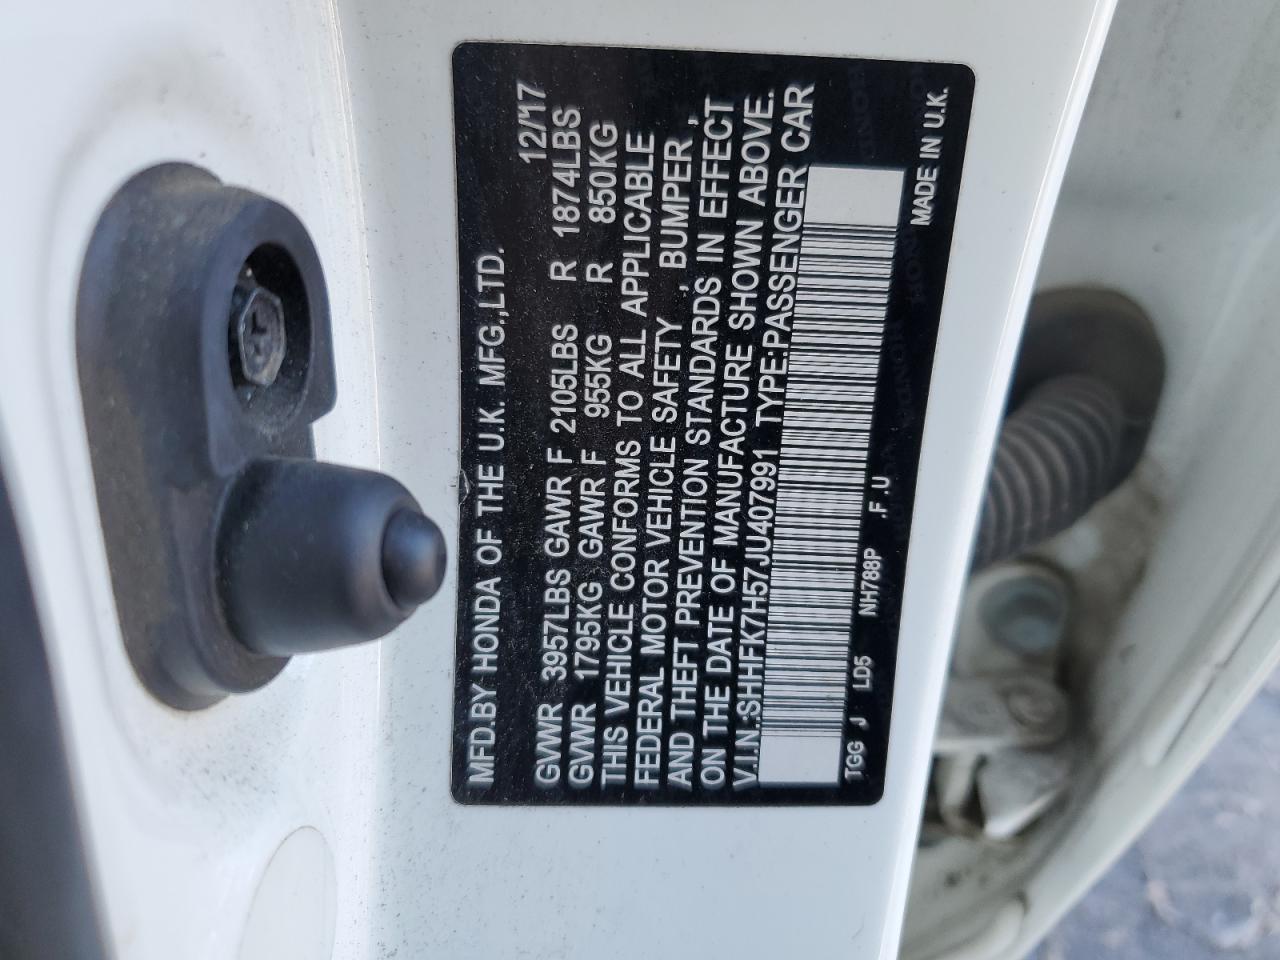 MFD.BY HONDA OF THE U.K. MFG.,LTD. 12/17
GVWR 3957LBS GAWR F 2105LBS R 1874LBS
GVWR 1795KG GAWR F 955KG R 850KG
THIS VEHICLE CONFORMS TO ALL APPLICABLE
FEDERAL MOTOR VEHICLE SAFETY , BUMPER ,
AND THEFT PREVENTION STANDARDS IN EFFECT
ON THE DATE OF MANUFACTURE SHOWN ABOVE.
V.I.N.:SHHFK7H57JU407991 TYPE:PASSENGER CAR
TGG J LD5 NH788P .F.U
MADE IN U.K.